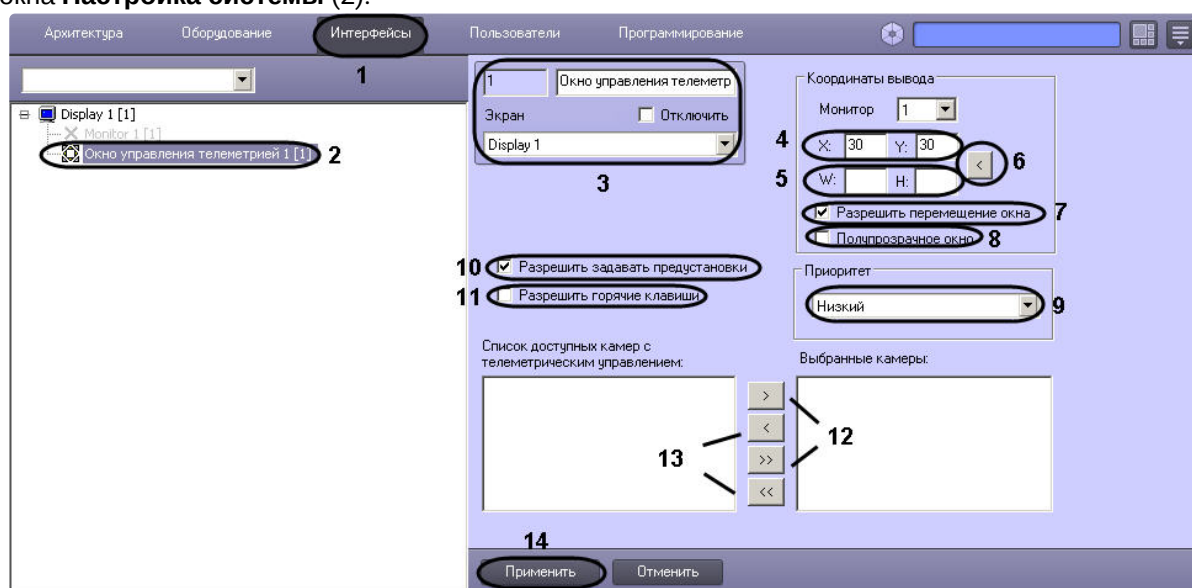 окна Настройка системы (2).
Архитектура Оборудование Интерфейсы Пользователи Программирование
1
Display 1 [1]
Monitor 1 [1]
Окно управления телеметрией 1 [1] 2
1 Окно управления телеметр
Экран Отключить
Display 1
3
Координаты вывода
Монитор 1
4 X: 30 Y: 30
5 W: H:
< 6
Разрешить перемещение окна 7
Полупрозрачное окно 8
10 Разрешить задавать предустановки
11 Разрешить горячие клавиши
Приоритет
Низкий 9
Список доступных камер с
телеметрическим управлением:
Выбранные камеры:
>
<
>>
<<
12
13
14
Применить Отменить